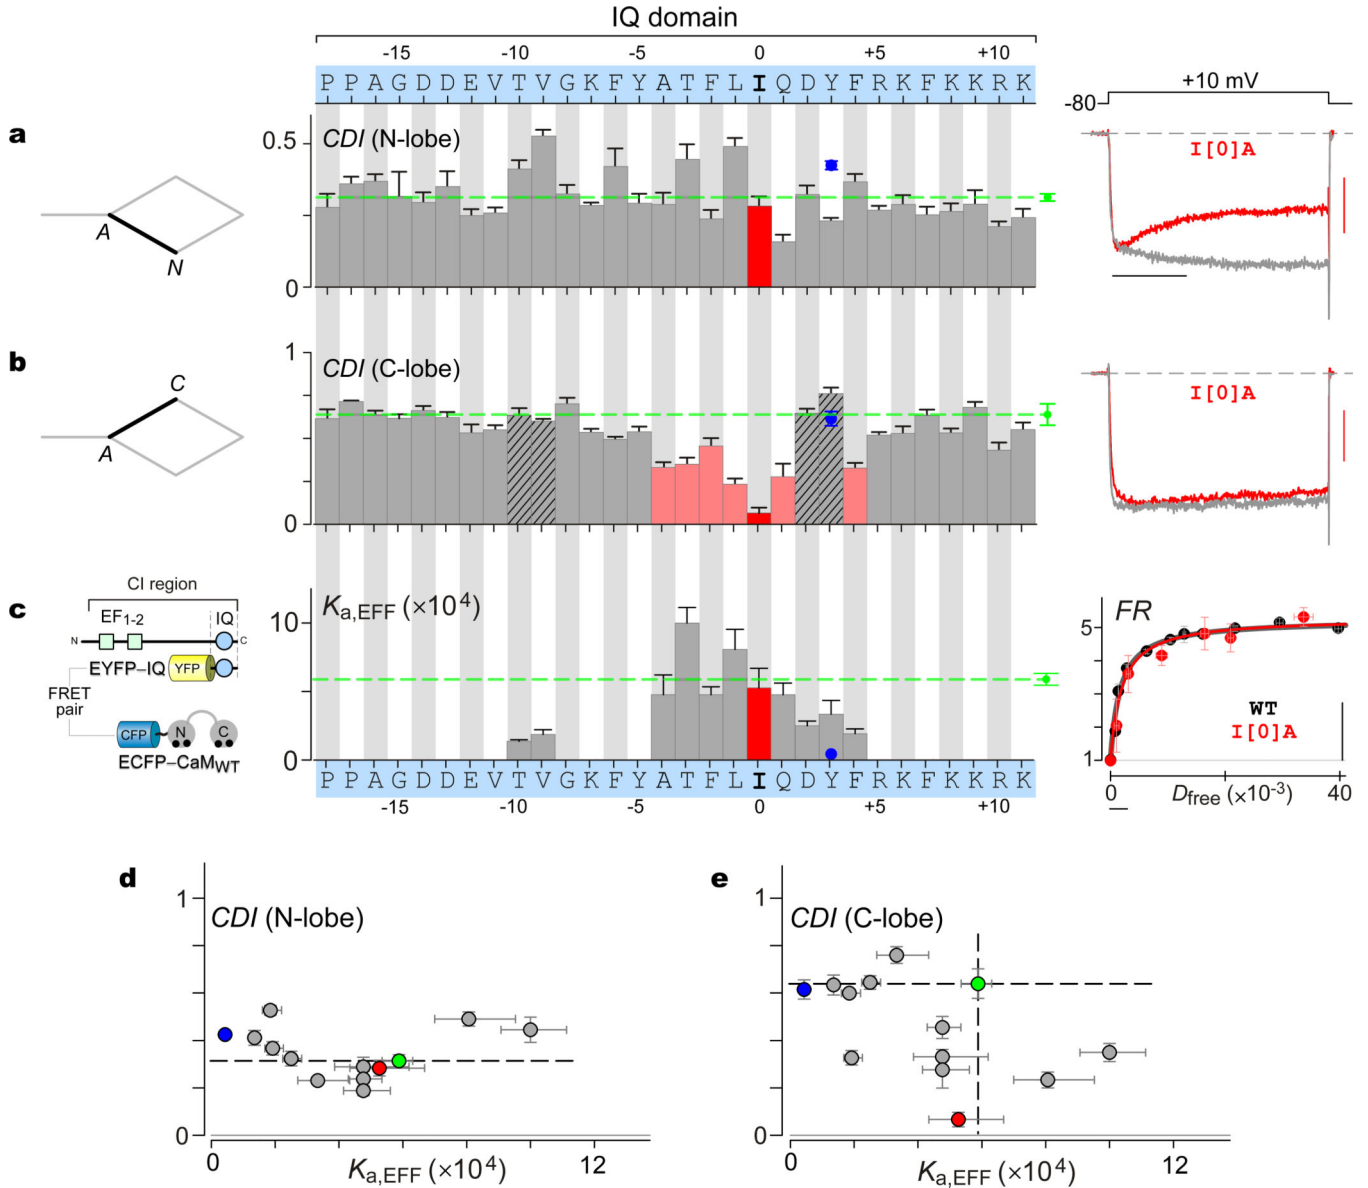 IQ domain
-15 -10 -5 0 +5 +10
P P A G D D E V T V G K F Y A T F L I Q D Y F R K F K K R K
+10 mV
-80
a
0.5
CDI (N-lobe)
I[0]A
A
N
0
b
1
CDI (C-lobe)
I[0]A
C
A
0
c
CI region
EF1-2
IQ
N
C
EYFP–IQ
YFP
FRET
pair
CFP
N
C
ECFP–CaMWT
10
Ka,EFF (×10⁴)
0
P P A G D D E V T V G K F Y A T F L I Q D Y F R K F K K R K
-15 -10 -5 0 +5 +10
FR
5
WT
I[0]A
1
0 Dfree (×10⁻³) 40
d
1
CDI (N-lobe)
0
0 Ka,EFF (×10⁴) 12
e
1
CDI (C-lobe)
0
0 Ka,EFF (×10⁴) 12